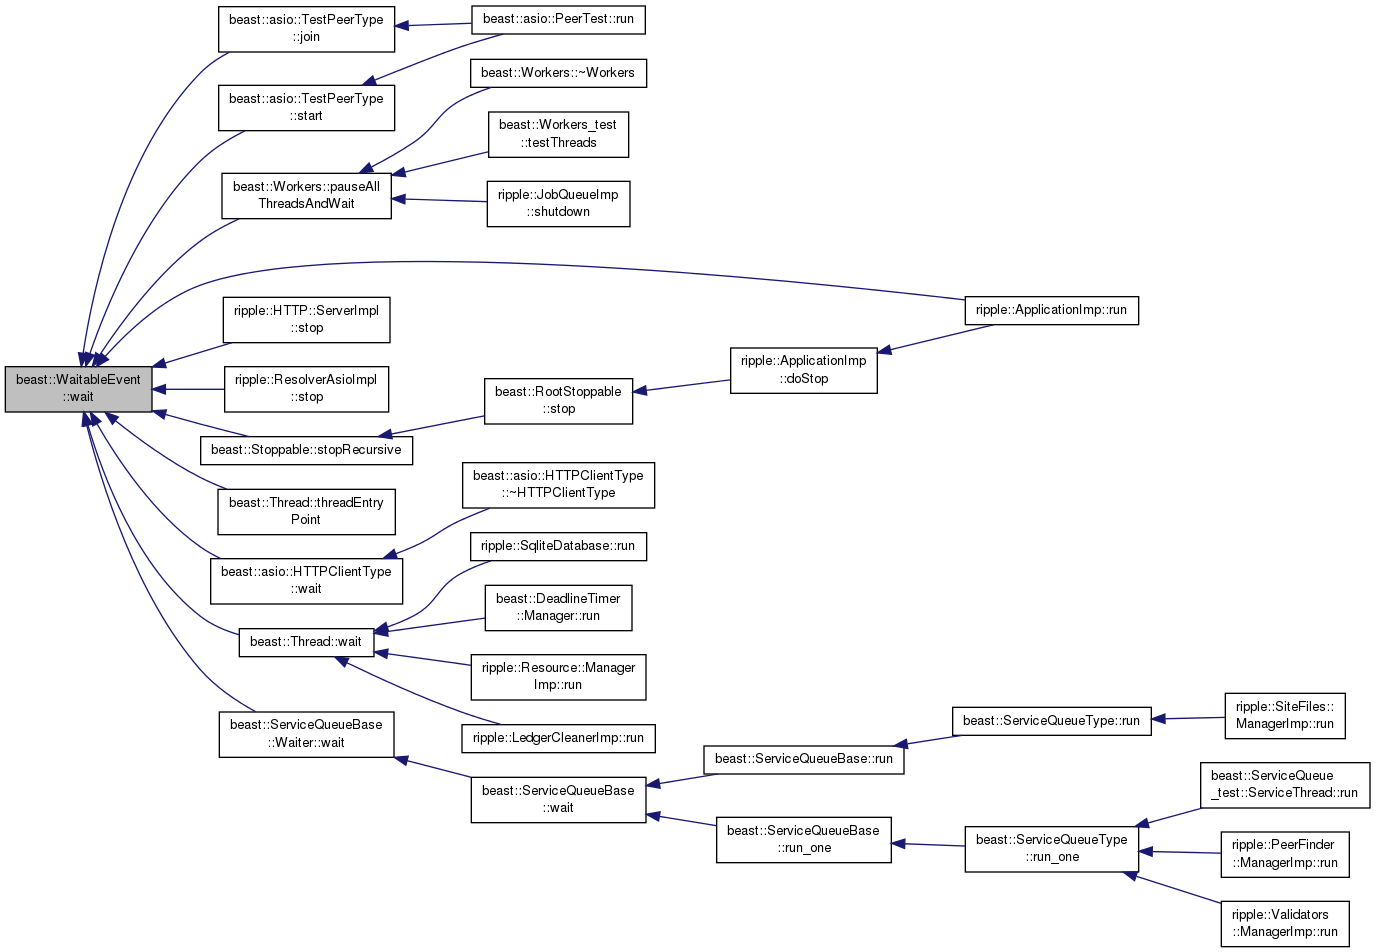 beast::asio::TestPeerType
::join
beast::asio::PeerTest::run
beast::Workers::~Workers
beast::asio::TestPeerType
::start
beast::Workers_test
::testThreads
beast::Workers::pauseAll
ThreadsAndWait
ripple::JobQueueImp
::shutdown
ripple::HTTP::ServerImpl
::stop
ripple::ApplicationImp::run
beast::WaitableEvent
::wait
ripple::ResolverAsioImpl
::stop
beast::RootStoppable
::stop
ripple::ApplicationImp
::doStop
beast::Stoppable::stopRecursive
beast::Thread::threadEntry
Point
beast::asio::HTTPClientType
::~HTTPClientType
ripple::SqliteDatabase::run
beast::asio::HTTPClientType
::wait
beast::DeadlineTimer
::Manager::run
beast::Thread::wait
ripple::Resource::Manager
Imp::run
ripple::LedgerCleanerImp::run
beast::ServiceQueueBase
::Waiter::wait
beast::ServiceQueueBase
::wait
beast::ServiceQueueBase::run
beast::ServiceQueueType::run
ripple::SiteFiles::
ManagerImp::run
beast::ServiceQueueBase
::run_one
beast::ServiceQueueType
::run_one
beast::ServiceQueue
_test::ServiceThread::run
ripple::PeerFinder
::ManagerImp::run
ripple::Validators
::ManagerImp::run